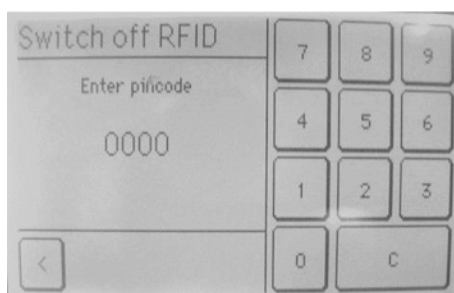 Switch off RFID
Enter pincode
0000
<
7 8 9
4 5 6
1 2 3
0 C